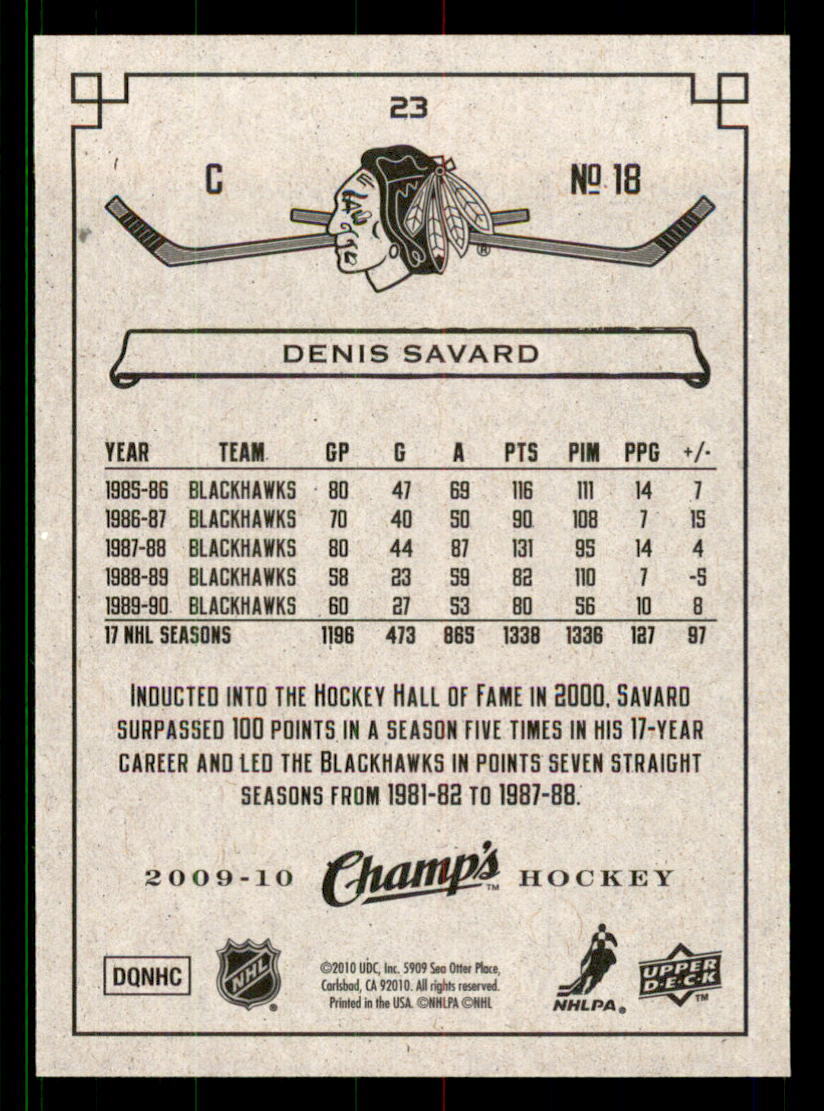 23
C Nº 18
®
DENIS SAVARD
YEAR TEAM GP G A PTS PIM PPG +/-
1985-86 BLACKHAWKS 80 47 69 116 111 14 7
1986-87 BLACKHAWKS 70 40 50 90 108 7 15
1987-88 BLACKHAWKS 80 44 87 131 95 14 4
1988-89 BLACKHAWKS 58 23 59 82 110 7 -5
1989-90 BLACKHAWKS 60 27 53 80 56 10 8
17 NHL SEASONS 1196 473 865 1338 1336 127 97
INDUCTED INTO THE HOCKEY HALL OF FAME IN 2000, SAVARD
SURPASSED 100 POINTS IN A SEASON FIVE TIMES IN HIS 17-YEAR
CAREER AND LED THE BLACKHAWKS IN POINTS SEVEN STRAIGHT
SEASONS FROM 1981-82 TO 1987-88.
2009-10 Champ's™ HOCKEY
DQNHC
NHL®
©2010 UDC, Inc. 5909 Sea Otter Place,
Carlsbad, CA 92010. All rights reserved.
Printed in the USA. ©NHLPA ©NHL
NHLPA®
UPPER
D·E·C·K™